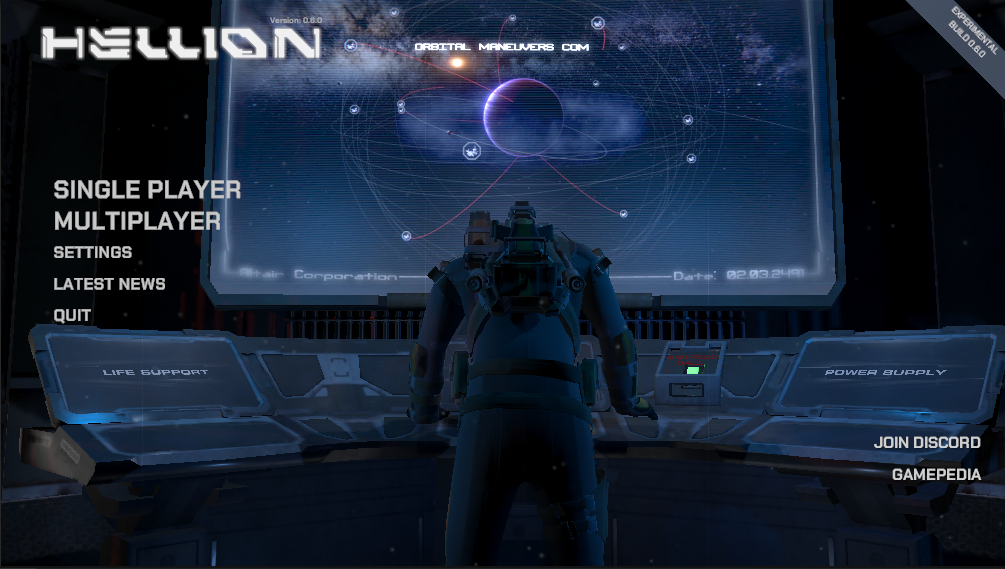 Version: 0.6.0
HELLION
EXPERIMENTAL
BUILD 0.6.0
ORBITAL MANEUVERS COM
SINGLE PLAYER
MULTIPLAYER
SETTINGS
LATEST NEWS
QUIT
Altair Corporation
Date: 02.03.2491
LIFE SUPPORT
POWER SUPPLY
JOIN DISCORD
GAMEPEDIA